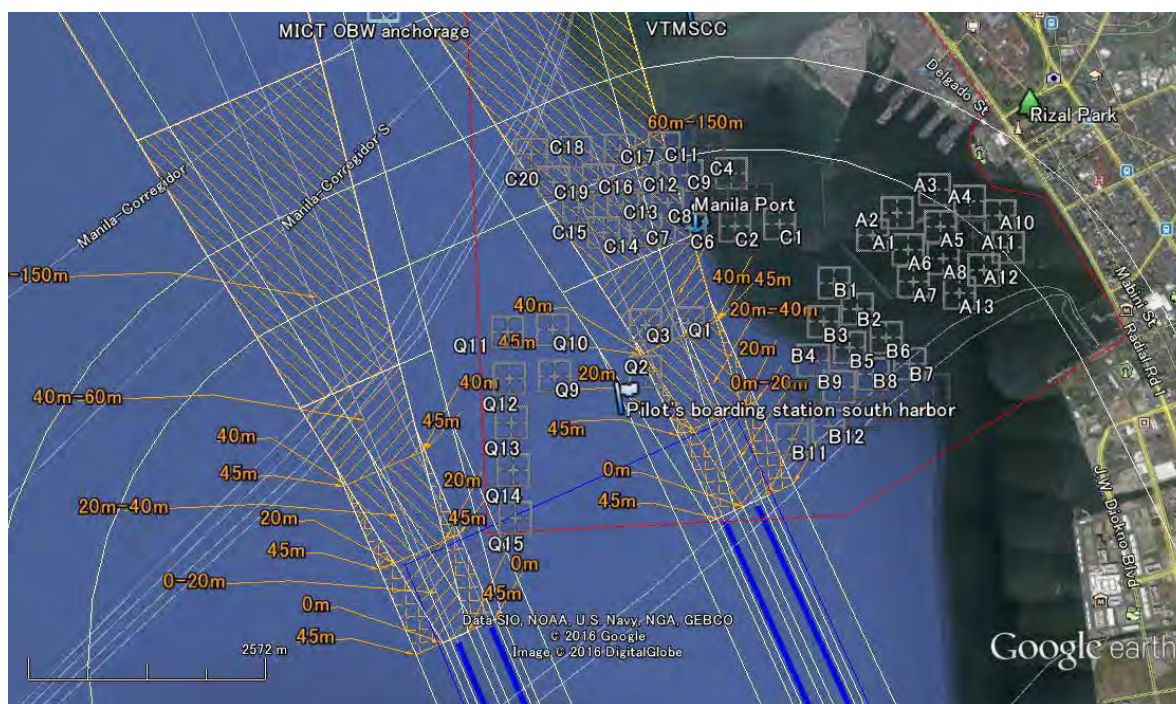 MICT OBW anchorage
VTMSCC
Delgado St
Rizal Park
60m-150m
C18
C17
C11
C4
C20
C19
C16
C12
C9
A3
A4
Manila-Corregidor
Manila-Corregidor S
Manila Port
C13
C8
C15
C14
C7
C6
C2
C1
A2
A1
A5
A10
A11
A6
A8
A12
A7
A13
Mabini St
Radial Rd 1
-150m
40m
45m
B1
40m
20m-40m
B2
Q11
45m
Q10
Q3
Q1
B3
20m
B4
B5
B6
Q2
40m
Q9
20m
0m-20m
B9
B8
B7
40m-60m
Q12
Pilot's boarding station south harbor
45m
40m
45m
B12
B11
Q13
45m
0m
20m
Q14
20m-40m
45m
20m
45m
Q15
45m
0m
J.W. Diokno Blvd
0-20m
45m
0m
45m
Data SIO, NOAA, U.S. Navy, NGA, GEBCO
© 2016 Google
Image © 2016 DigitalGlobe
2572 m
Google earth